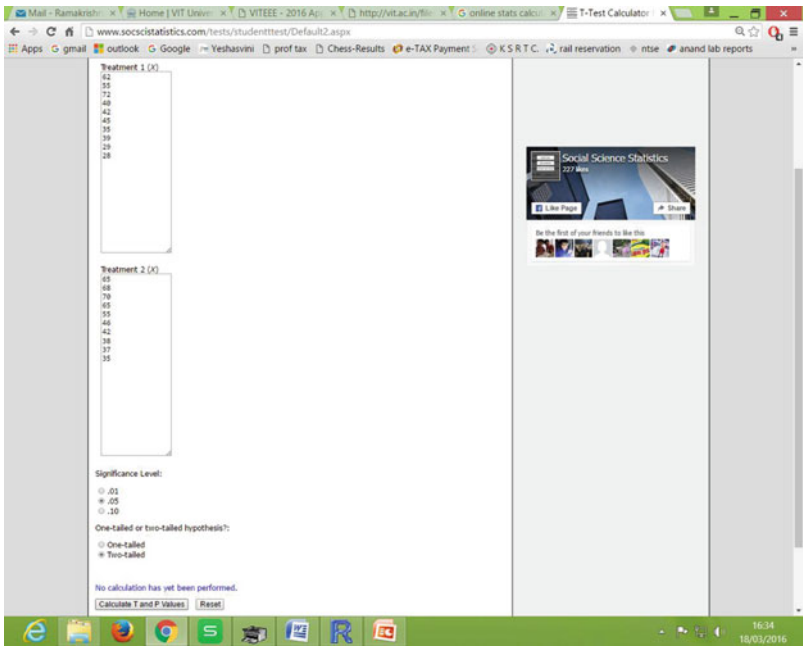 Mail - Ramakrishn
Home | VIT Univer
VITEEE - 2016 App
http://vit.ac.in/file
online stats calcul
T-Test Calculator
www.socscistatistics.com/tests/studentttest/Default2.aspx
Apps
gmail
outlook
Google
Yeshasvini
prof tax
Chess-Results
e-TAX Payment S
K S R T C.
rail reservation
ntse
anand lab reports
Treatment 1 (X)
62
55
72
40
42
45
35
39
29
28
Social Science Statistics
227 likes
Like Page
Share
Be the first of your friends to like this
Treatment 2 (X)
65
68
70
65
55
46
42
38
37
35
Significance Level:
.01
.05
.10
One-tailed or two-tailed hypothesis?:
One-tailed
Two-tailed
No calculation has yet been performed.
Calculate T and P Values
Reset
16:34
18/03/2016